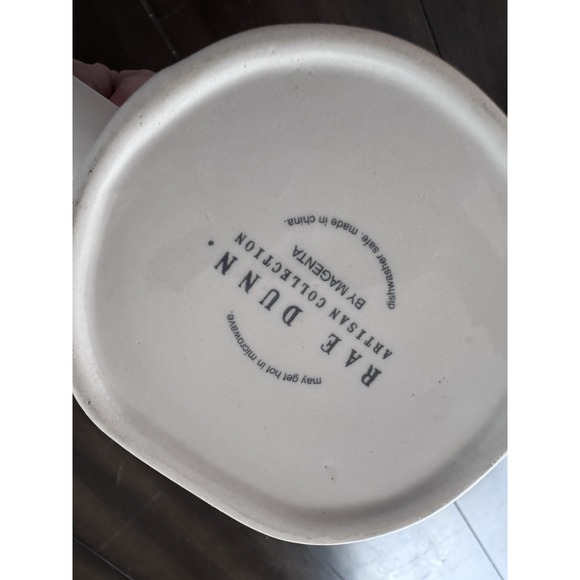 may get hot in microwave.
RAE DUNN.
ARTISAN COLLECTION
BY MAGENTA
dishwasher safe. made in china.